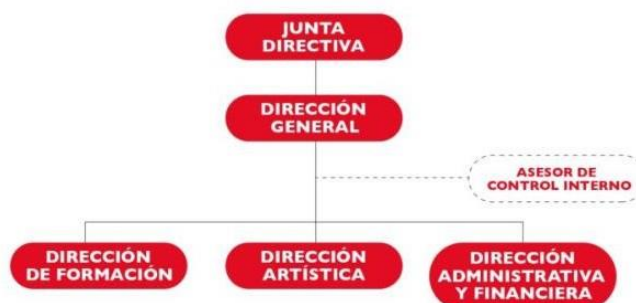 JUNTA
DIRECTIVA
DIRECCIÓN
GENERAL
ASESOR DE
CONTROL INTERNO
DIRECCIÓN
DE FORMACIÓN
DIRECCIÓN
ARTÍSTICA
DIRECCIÓN
ADMINISTRATIVA
Y FINANCIERA